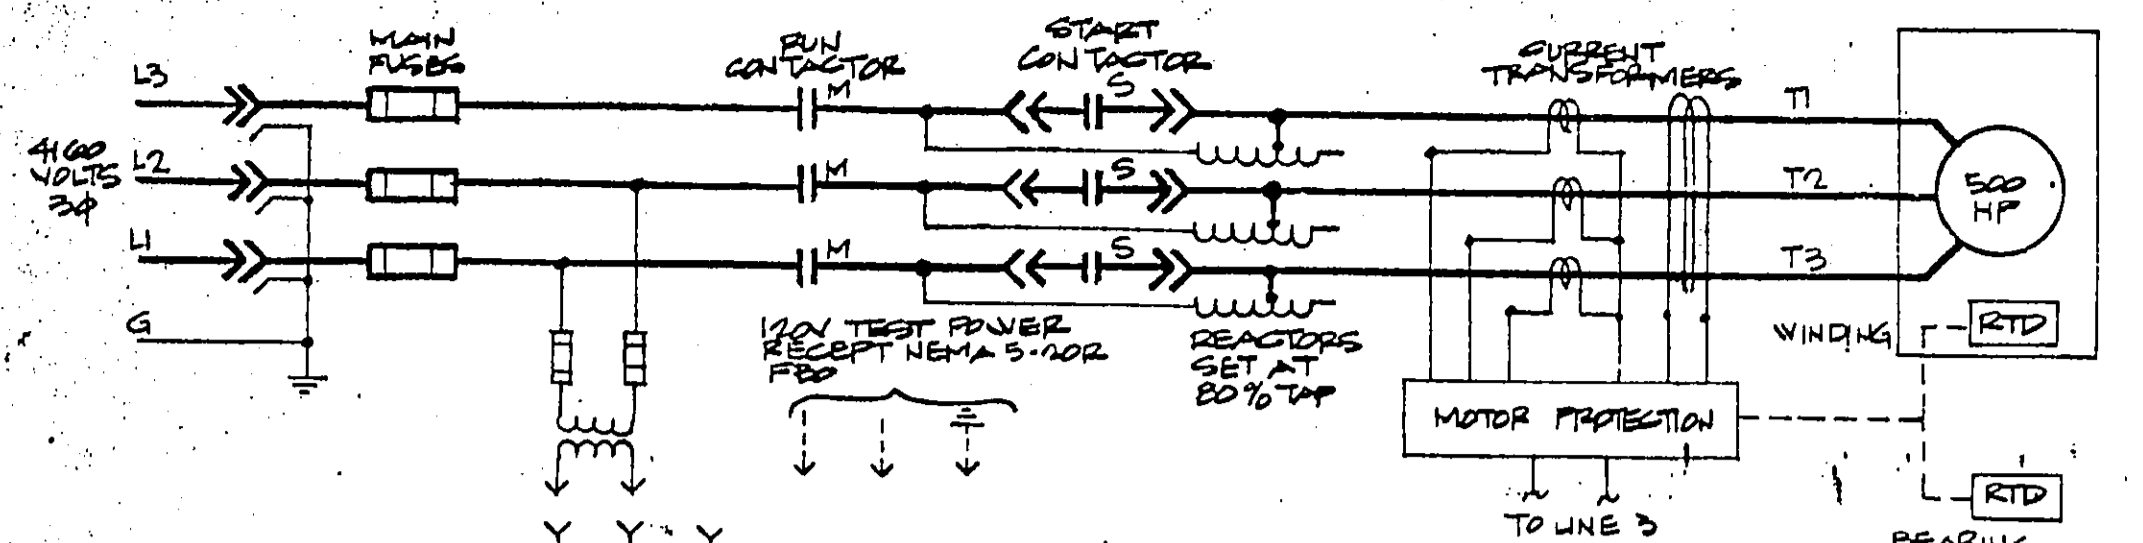 MAIN
FUSES
RUN
CONTACTOR
START
CONTACTOR
CURRENT
TRANSFORMERS
L3
M
S
T1
4160
VOLTS
3φ
L2
M
S
T2
500
HP
L1
M
S
T3
G
120V TEST POWER
RECEPT NEMA 5-20R
FBO
REACTORS
SET AT
80% TAP
WINDING
RTD
MOTOR PROTECTION
RTD
TO LINE 3
BEARING